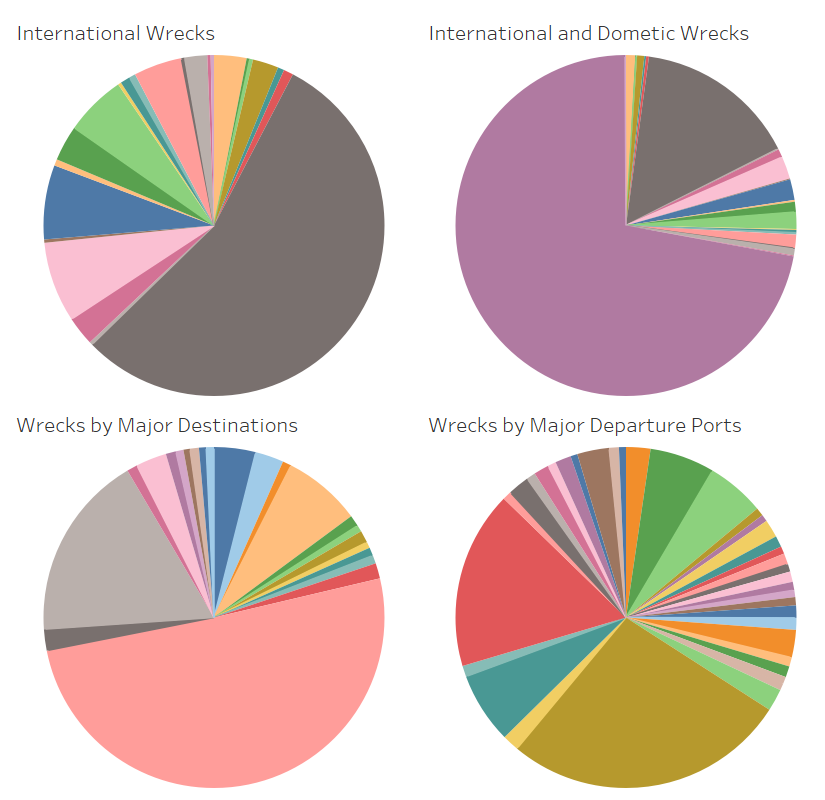 International Wrecks
International and Dometic Wrecks
Wrecks by Major Destinations
Wrecks by Major Departure Ports